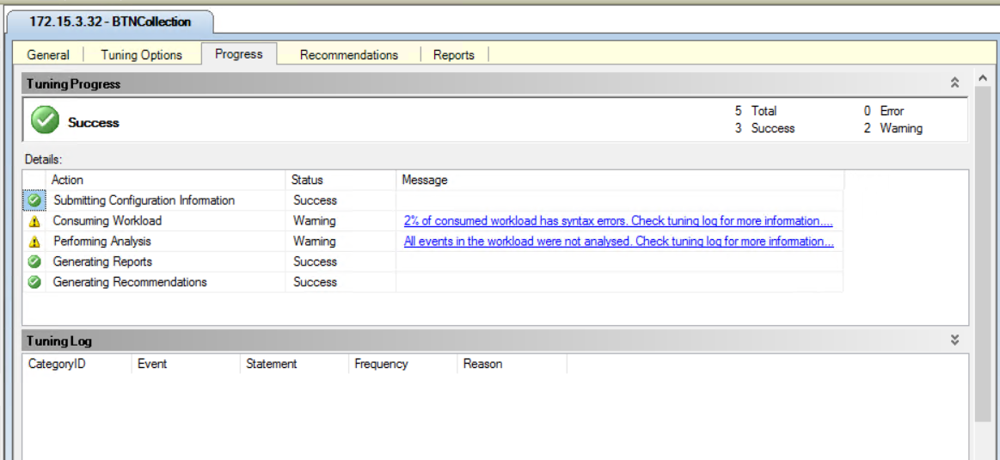 172.15.3.32 - BTNCollection
General Tuning Options Progress Recommendations Reports
Tuning Progress
Success 5 Total 0 Error
3 Success 2 Warning
Details:
Action Status Message
Submitting Configuration Information Success
Consuming Workload Warning 2% of consumed workload has syntax errors. Check tuning log for more information....
Performing Analysis Warning All events in the workload were not analysed. Check tuning log for more information...
Generating Reports Success
Generating Recommendations Success
Tuning Log
CategoryID Event Statement Frequency Reason